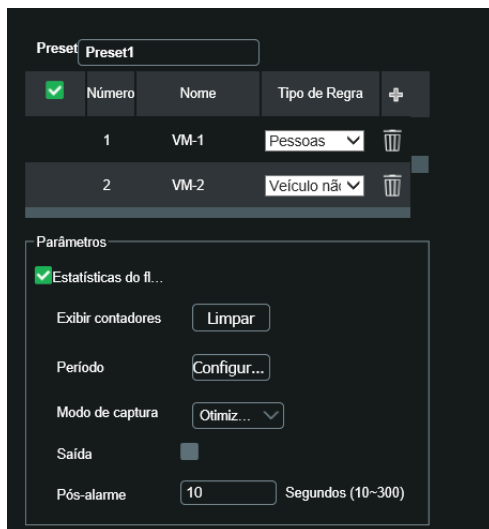 Preset Preset1
Número Nome Tipo de Regra
1 VM-1 Pessoas
2 VM-2 Veículo nã
Parâmetros
Estatísticas do fl...
Exibir contadores Limpar
Período Configur...
Modo de captura Otimiz...
Saída
Pós-alarme 10 Segundos (10~300)